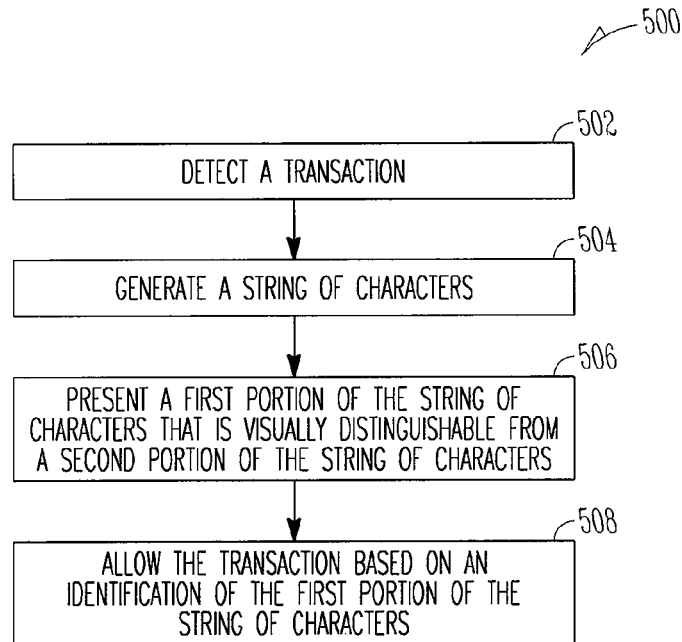 500
502
DETECT A TRANSACTION
504
GENERATE A STRING OF CHARACTERS
506
PRESENT A FIRST PORTION OF THE STRING OF
CHARACTERS THAT IS VISUALLY DISTINGUISHABLE FROM
A SECOND PORTION OF THE STRING OF CHARACTERS
508
ALLOW THE TRANSACTION BASED ON AN
IDENTIFICATION OF THE FIRST PORTION OF THE
STRING OF CHARACTERS